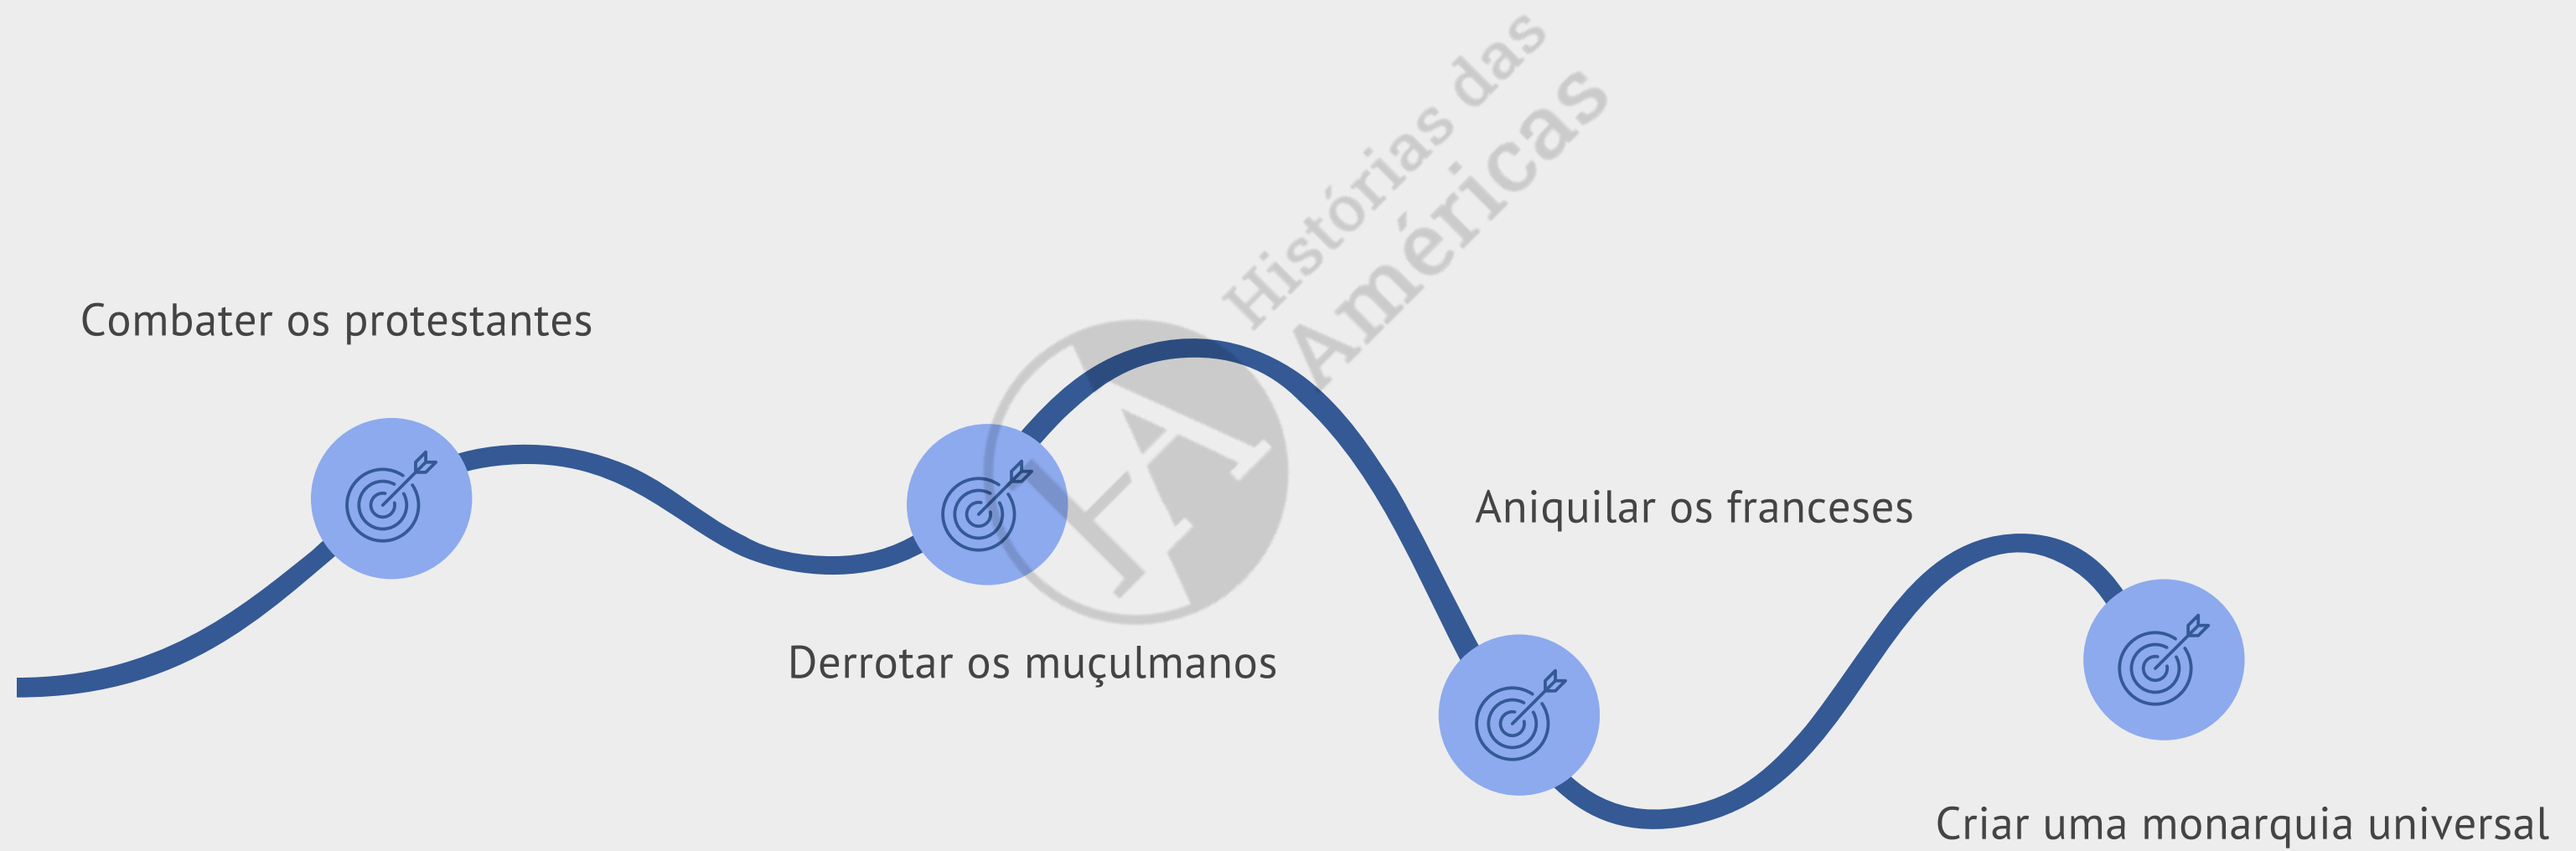 Histórias das
Américas
Combater os protestantes
Aniquilar os franceses
Derrotar os muçulmanos
Criar uma monarquia universal